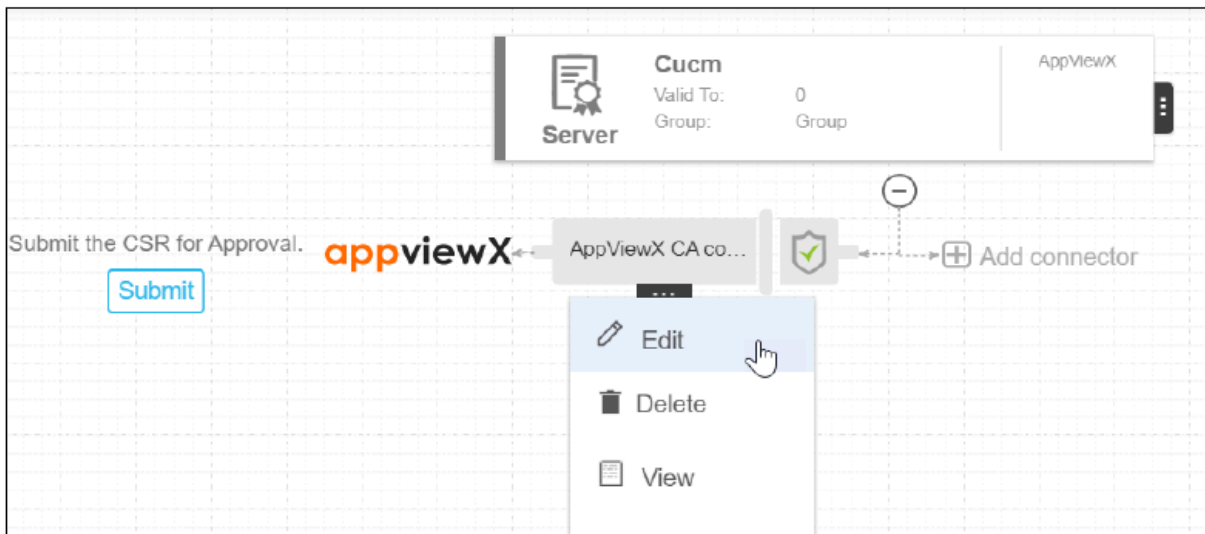 Cucm
Valid To: 0
Group: Group
Server
AppViewX
Submit the CSR for Approval.
Submit
appviewX
AppViewX CA co...
Add connector
Edit
Delete
View